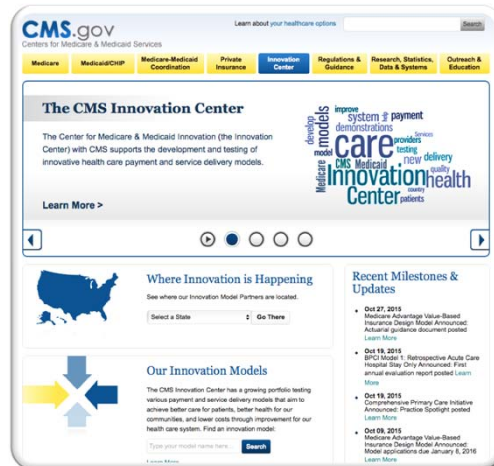 CMS.gov
Centers for Medicare & Medicaid Services
Learn about your healthcare options
Search
Medicare
Medicaid/CHIP
Medicare-Medicaid
Coordination
Private
Insurance
Innovation
Center
Regulations &
Guidance
Research, Statistics,
Data & Systems
Outreach &
Education
The CMS Innovation Center
The Center for Medicare & Medicaid Innovation (the Innovation
Center) with CMS supports the development and testing of
innovative health care payment and service delivery models.
Learn More >
improve
system payment
demonstrations
develop
models
model care providers Services
testing
CMS Medicaid new delivery
Medicare
quality
Innovation health
country
Center patients
Where Innovation is Happening
See where our Innovation Model Partners are located.
Select a State Go There
Our Innovation Models
The CMS Innovation Center has a growing portfolio testing
various payment and service delivery models that aim to
achieve better care for patients, better health for our
communities, and lower costs through improvement for our
health care system. Find an innovation model:
Type your model name here... Search
Learn More
Recent Milestones &
Updates
Oct 27, 2015
Medicare Advantage Value-Based
Insurance Design Model Announced:
Actuarial guidance document posted
Learn More
Oct 19, 2015
BPCI Model 1: Retrospective Acute Care
Hospital Stay Only Announced: First
annual evaluation report posted Learn
More
Oct 19, 2015
Comprehensive Primary Care Initiative
Announced: Practice Spotlight posted
Learn More
Oct 09, 2015
Medicare Advantage Value-Based
Insurance Design Model Announced:
Model applications due January 8, 2016